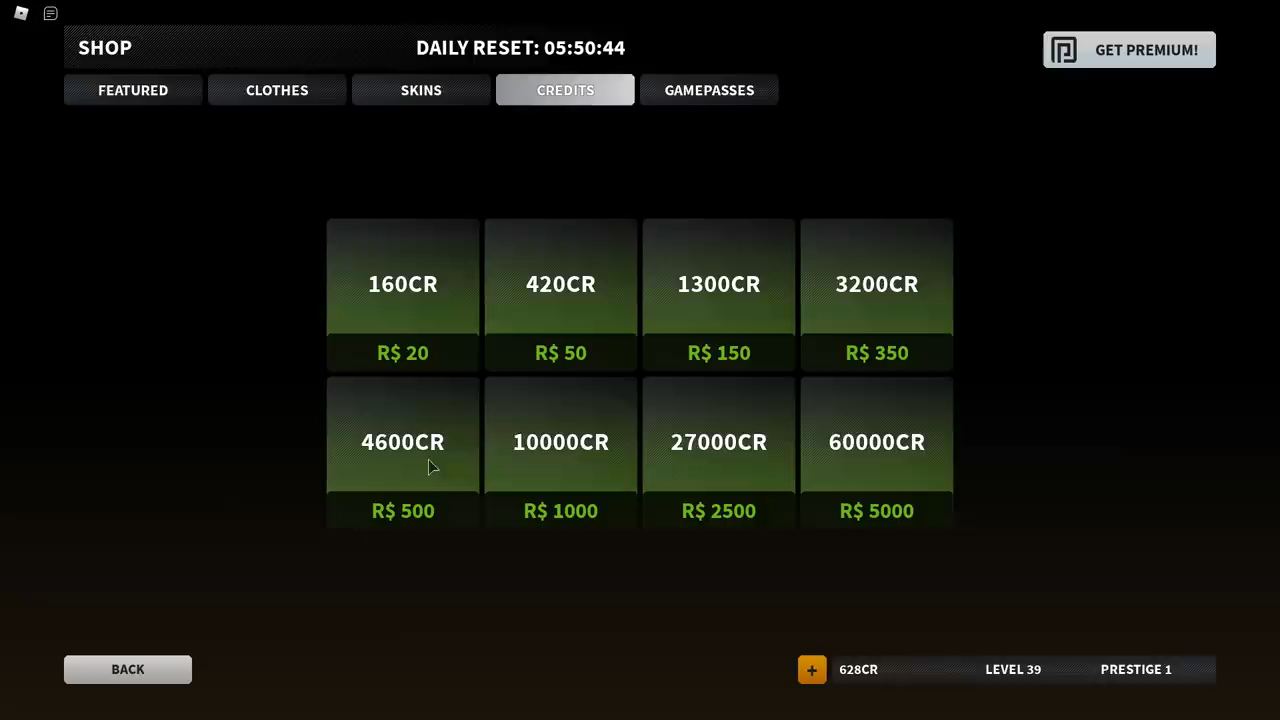 SHOP
DAILY RESET: 05:50:44
GET PREMIUM!
FEATURED
CLOTHES
SKINS
CREDITS
GAMEPASSES
160CR
420CR
1300CR
3200CR
R$ 20
R$ 50
R$ 150
R$ 350
4600CR
10000CR
27000CR
60000CR
R$ 500
R$ 1000
R$ 2500
R$ 5000
BACK
+
628CR
LEVEL 39
PRESTIGE 1